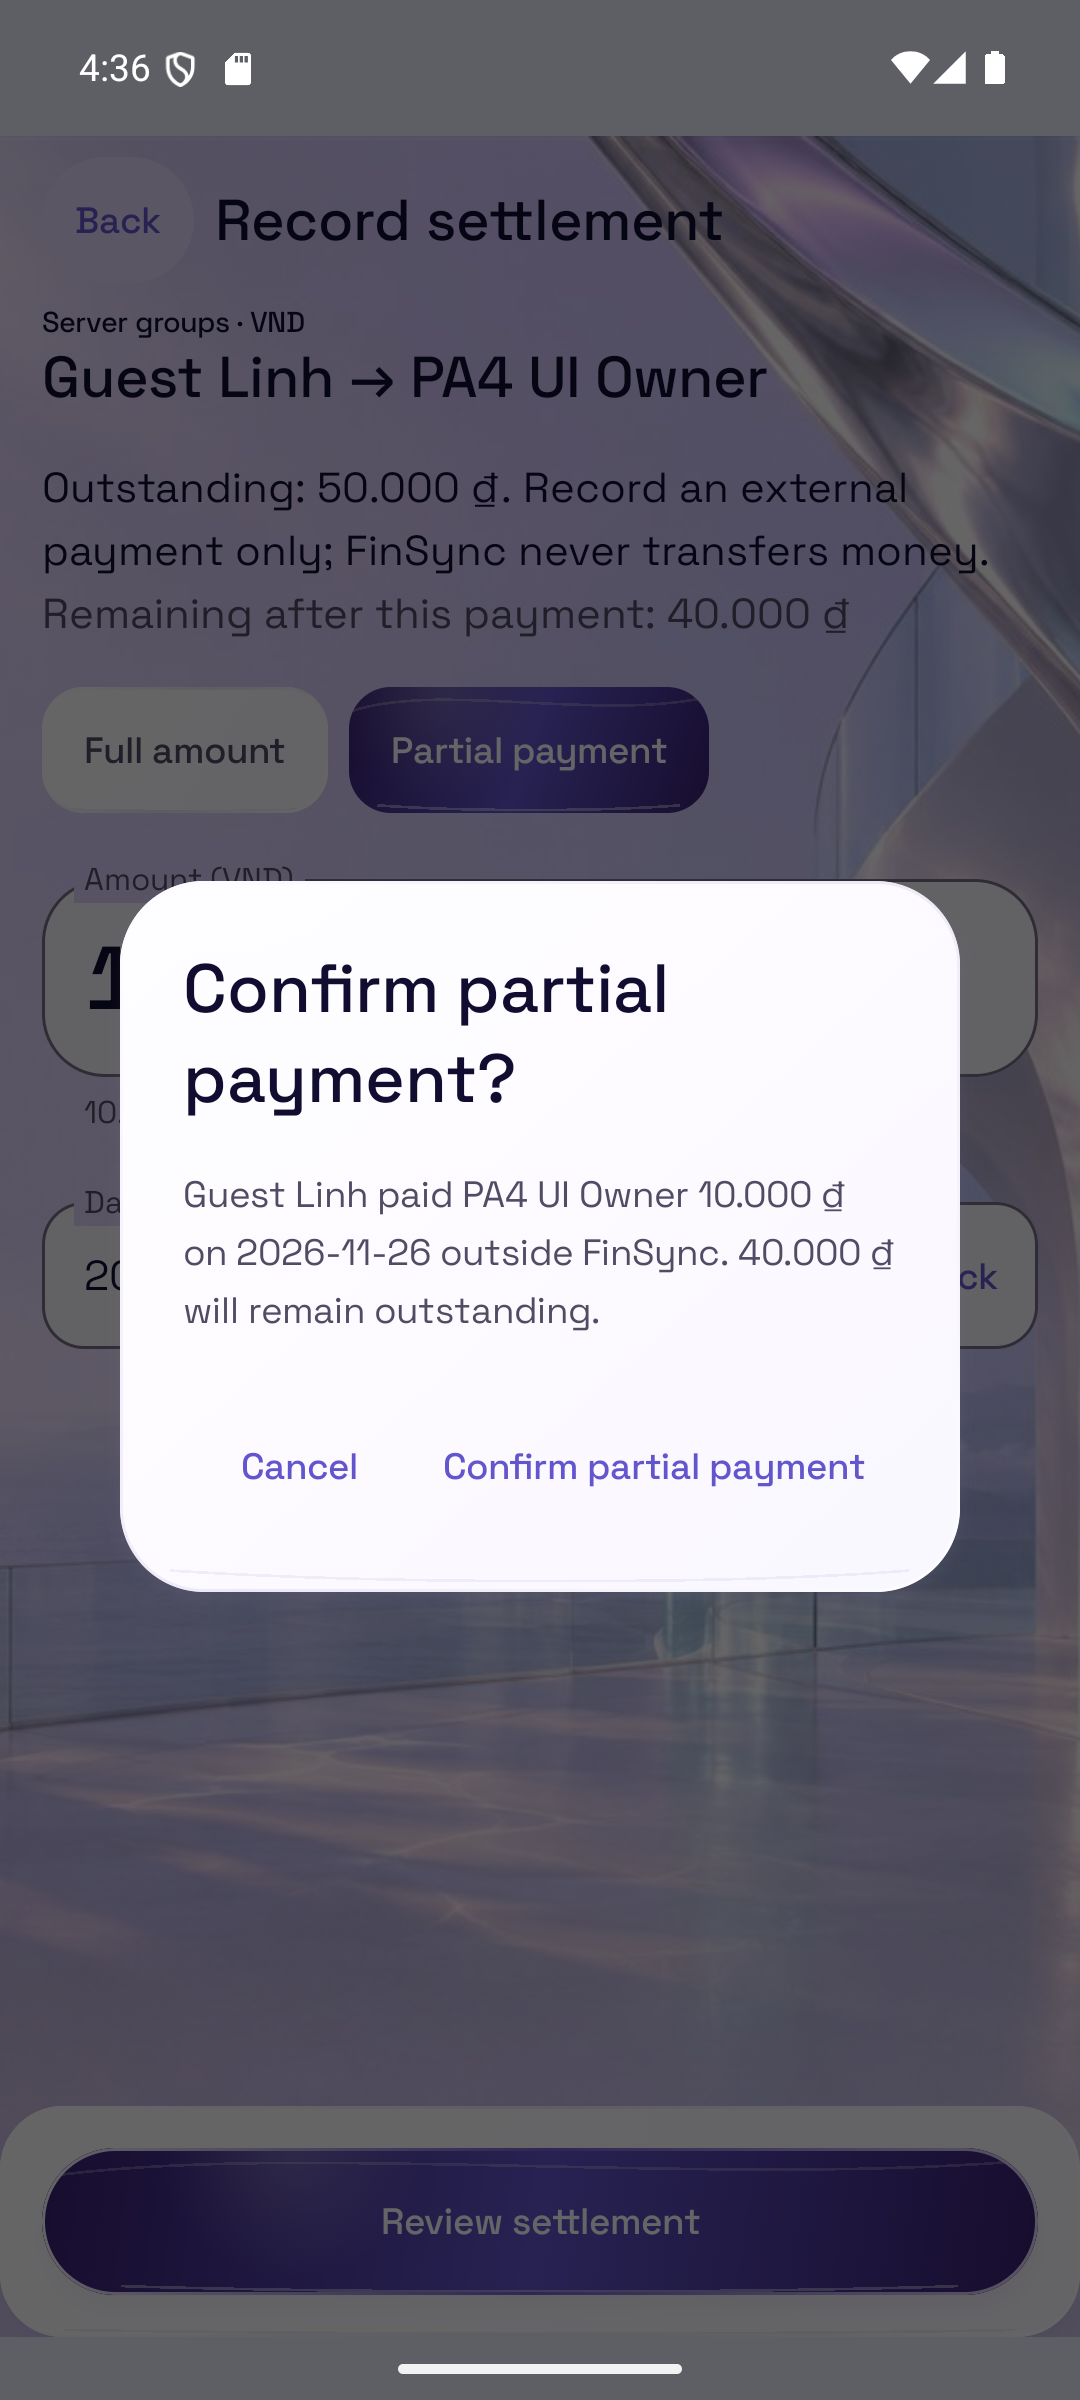 4:36
Back
Record settlement
Server groups · VND
Guest Linh → PA4 UI Owner
Outstanding: 50.000 ₫. Record an external
payment only; FinSync never transfers money.
Remaining after this payment: 40.000 ₫
Full amount
Partial payment
Amount (VND)
Confirm partial
payment?
Guest Linh paid PA4 UI Owner 10.000 ₫
on 2026-11-26 outside FinSync. 40.000 ₫
will remain outstanding.
Cancel
Confirm partial payment
Review settlement